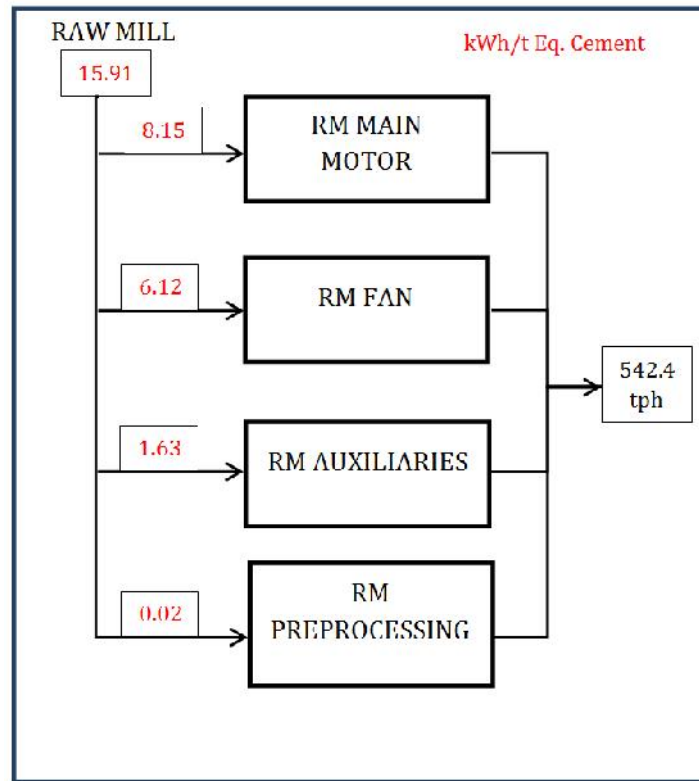 RAW MILL
kWh/t Eq. Cement
15.91
8.15
RM MAIN
MOTOR
6.12
RM FAN
542.4
tph
1.63
RM AUXILIARIES
0.02
RM
PREPROCESSING